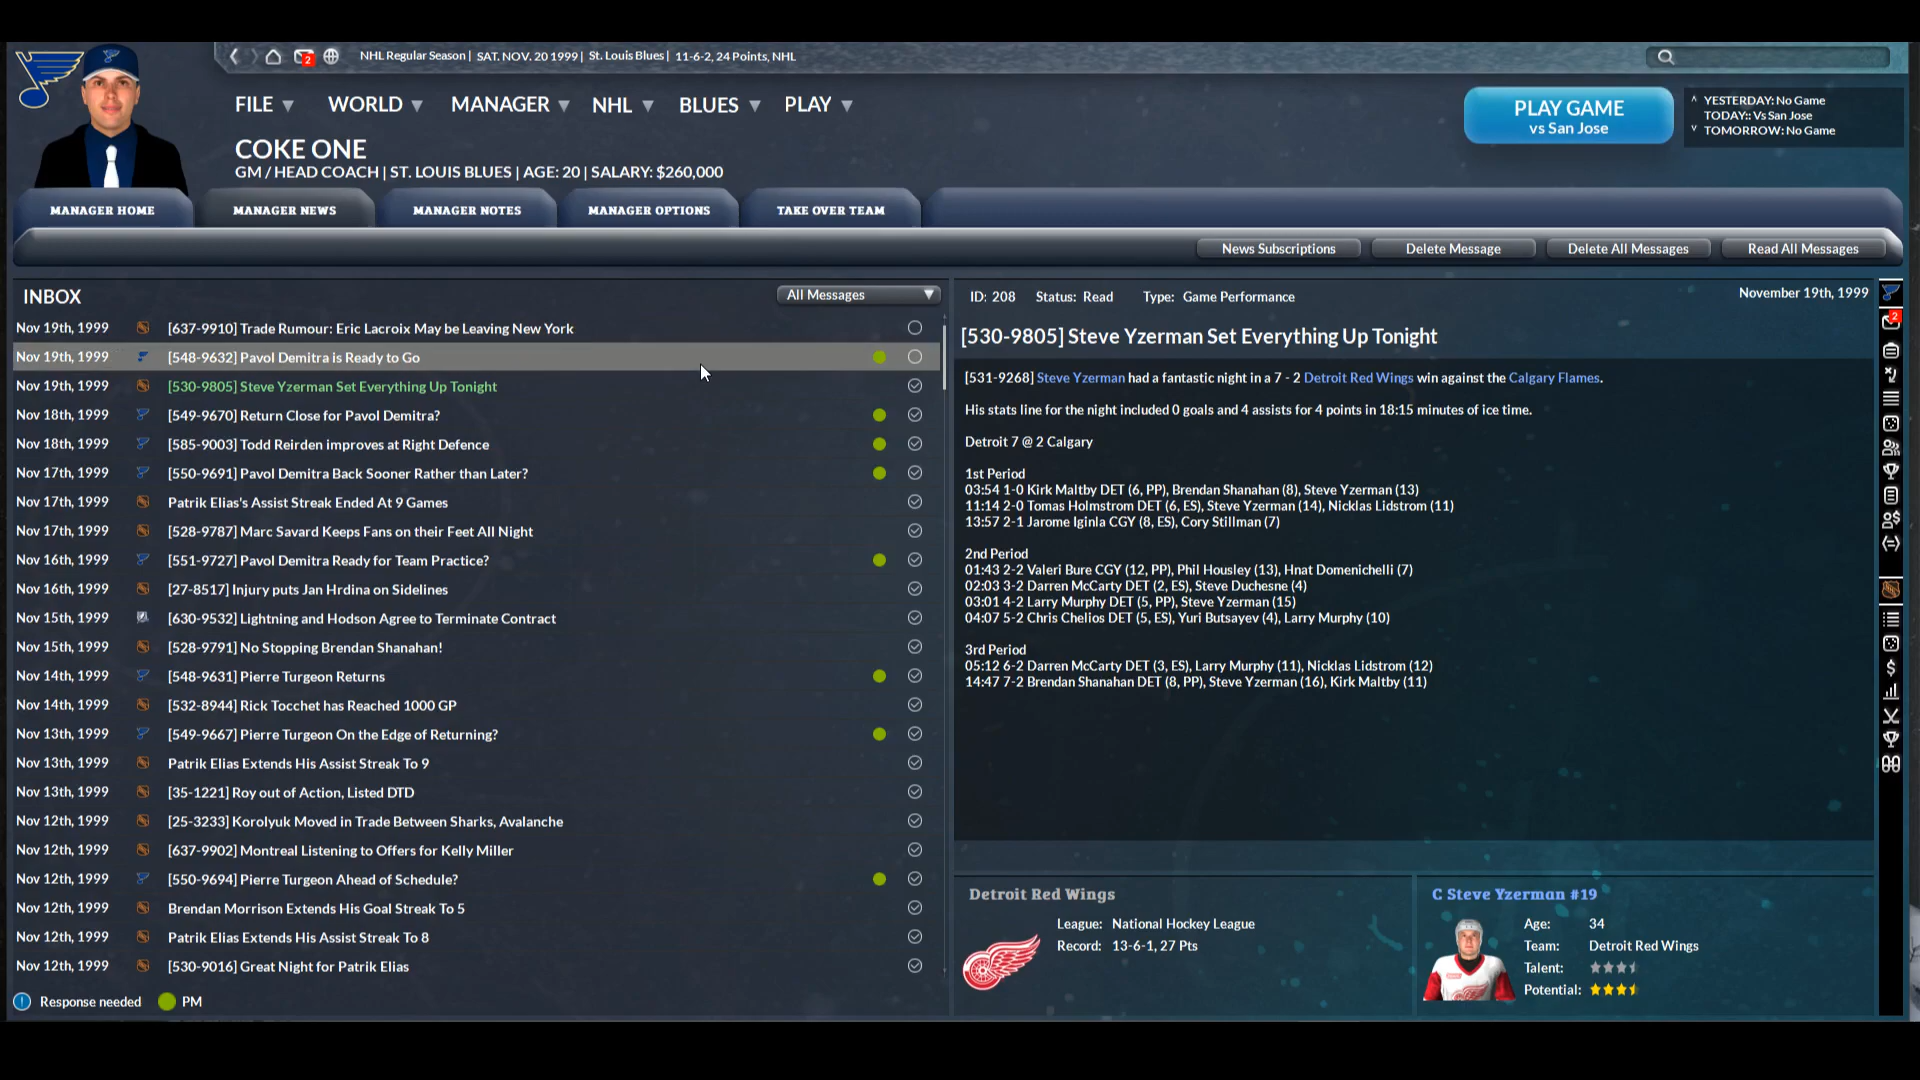 2
NHL Regular Season | SAT. NOV. 20 1999 | St. Louis Blues | 11-6-2, 24 Points, NHL
FILE WORLD MANAGER NHL BLUES PLAY
PLAY GAME
vs San Jose
YESTERDAY: No Game
TODAY:: Vs San Jose
TOMORROW: No Game
COKE ONE
GM / HEAD COACH | ST. LOUIS BLUES | AGE: 20 | SALARY: $260,000
MANAGER HOME MANAGER NEWS MANAGER NOTES MANAGER OPTIONS TAKE OVER TEAM
News Subscriptions Delete Message Delete All Messages Read All Messages
INBOX
All Messages
Nov 19th, 1999 [637-9910] Trade Rumour: Eric Lacroix May be Leaving New York
Nov 19th, 1999 [548-9632] Pavol Demitra is Ready to Go
Nov 19th, 1999 [530-9805] Steve Yzerman Set Everything Up Tonight
Nov 18th, 1999 [549-9670] Return Close for Pavol Demitra?
Nov 18th, 1999 [585-9003] Todd Reirden improves at Right Defence
Nov 17th, 1999 [550-9691] Pavol Demitra Back Sooner Rather than Later?
Nov 17th, 1999 Patrik Elias's Assist Streak Ended At 9 Games
Nov 17th, 1999 [528-9787] Marc Savard Keeps Fans on their Feet All Night
Nov 16th, 1999 [551-9727] Pavol Demitra Ready for Team Practice?
Nov 16th, 1999 [27-8517] Injury puts Jan Hrdina on Sidelines
Nov 15th, 1999 [630-9532] Lightning and Hodson Agree to Terminate Contract
Nov 15th, 1999 [528-9791] No Stopping Brendan Shanahan!
Nov 14th, 1999 [548-9631] Pierre Turgeon Returns
Nov 14th, 1999 [532-8944] Rick Tocchet has Reached 1000 GP
Nov 13th, 1999 [549-9667] Pierre Turgeon On the Edge of Returning?
Nov 13th, 1999 Patrik Elias Extends His Assist Streak To 9
Nov 13th, 1999 [35-1221] Roy out of Action, Listed DTD
Nov 12th, 1999 [25-3233] Korolyuk Moved in Trade Between Sharks, Avalanche
Nov 12th, 1999 [637-9902] Montreal Listening to Offers for Kelly Miller
Nov 12th, 1999 [550-9694] Pierre Turgeon Ahead of Schedule?
Nov 12th, 1999 Brendan Morrison Extends His Goal Streak To 5
Nov 12th, 1999 Patrik Elias Extends His Assist Streak To 8
Nov 12th, 1999 [530-9016] Great Night for Patrik Elias
Response needed PM
ID: 208 Status: Read Type: Game Performance November 19th, 1999
[530-9805] Steve Yzerman Set Everything Up Tonight
[531-9268] Steve Yzerman had a fantastic night in a 7 - 2 Detroit Red Wings win against the Calgary Flames.
His stats line for the night included 0 goals and 4 assists for 4 points in 18:15 minutes of ice time.
Detroit 7 @ 2 Calgary
1st Period
03:54 1-0 Kirk Maltby DET (6, PP), Brendan Shanahan (8), Steve Yzerman (13)
11:14 2-0 Tomas Holmstrom DET (6, ES), Steve Yzerman (14), Nicklas Lidstrom (11)
13:57 2-1 Jarome Iginla CGY (8, ES), Cory Stillman (7)
2nd Period
01:43 2-2 Valeri Bure CGY (12, PP), Phil Housley (13), Hnat Domenichelli (7)
02:03 3-2 Darren McCarty DET (2, ES), Steve Duchesne (4)
03:01 4-2 Larry Murphy DET (5, PP), Steve Yzerman (15)
04:07 5-2 Chris Chelios DET (5, ES), Yuri Butsayev (4), Larry Murphy (10)
3rd Period
05:12 6-2 Darren McCarty DET (3, ES), Larry Murphy (11), Nicklas Lidstrom (12)
14:47 7-2 Brendan Shanahan DET (8, PP), Steve Yzerman (16), Kirk Maltby (11)
Detroit Red Wings
League: National Hockey League
Record: 13-6-1, 27 Pts
C Steve Yzerman #19
Age: 34
Team: Detroit Red Wings
Talent:
Potential:
2